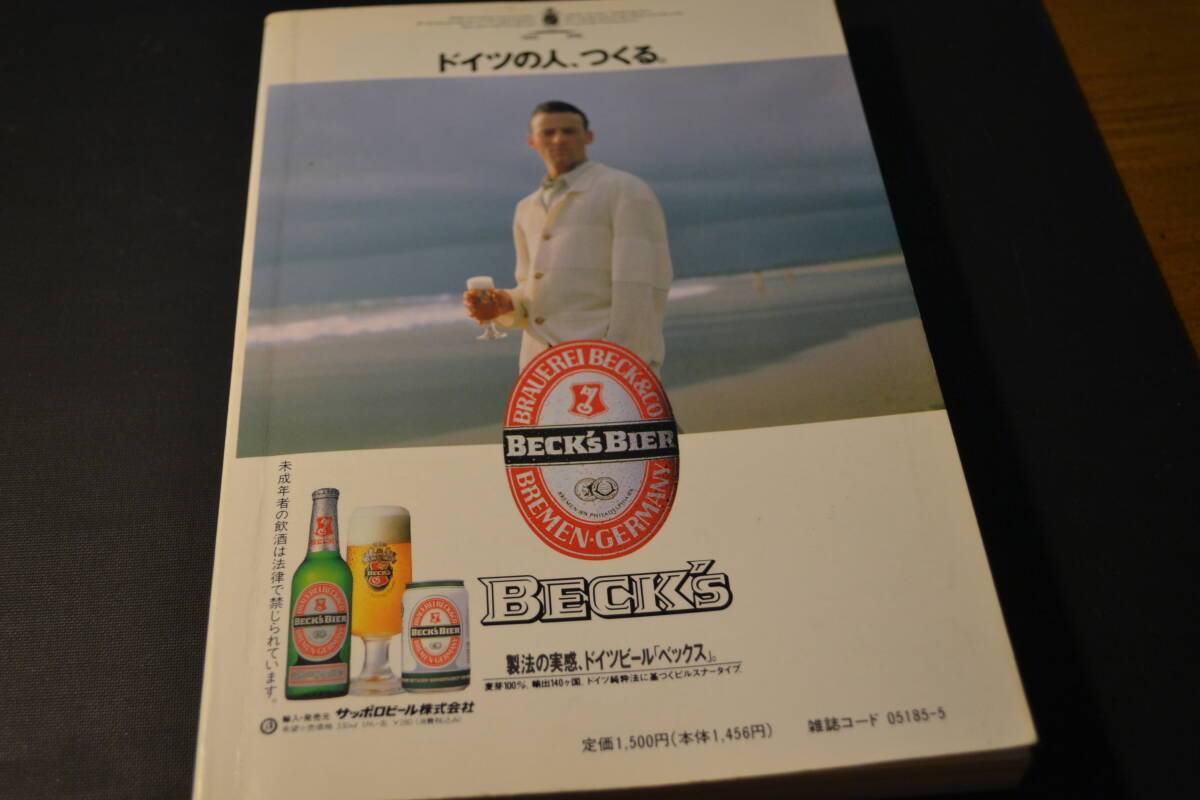 ドイツの人、つくる。
BRAUEREI BECK&CO
BECK'S BIER
BREMEN·GERMANY
BECK'S
製法の実感、ドイツビール「ベックス」。
麦芽100%、輸出140ヶ国、ドイツ純粋法に基づくピルスナータイプ。
未成年者の飲酒は法律で禁じられています。
BECK'S
BECK'S BIER
BECK'S
BECK'S BIER
輸入・発売元 サッポロビール株式会社
定価1,500円(本体1,456円)
雑誌コード 05185-5